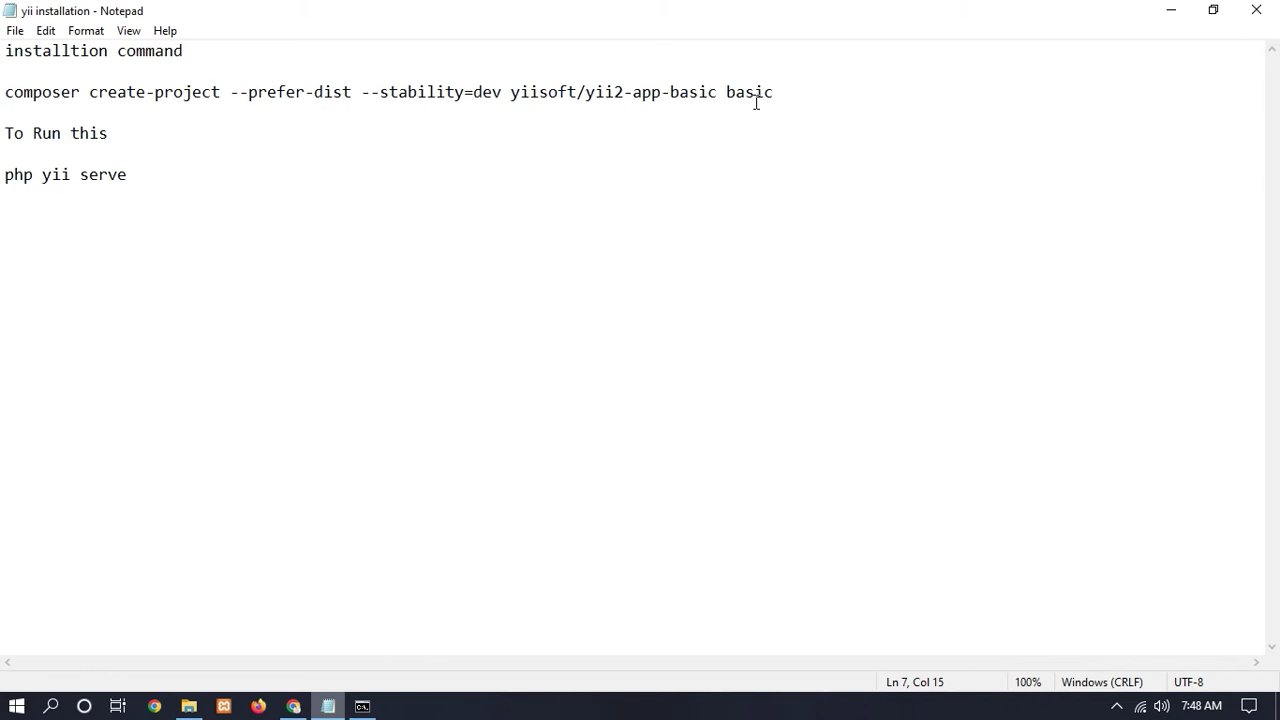 yii installation - Notepad
File Edit Format View Help
installtion command
composer create-project --prefer-dist --stability=dev yiisoft/yii2-app-basic basic
To Run this
php yii serve
Ln 7, Col 15 100% Windows (CRLF) UTF-8
7:48 AM